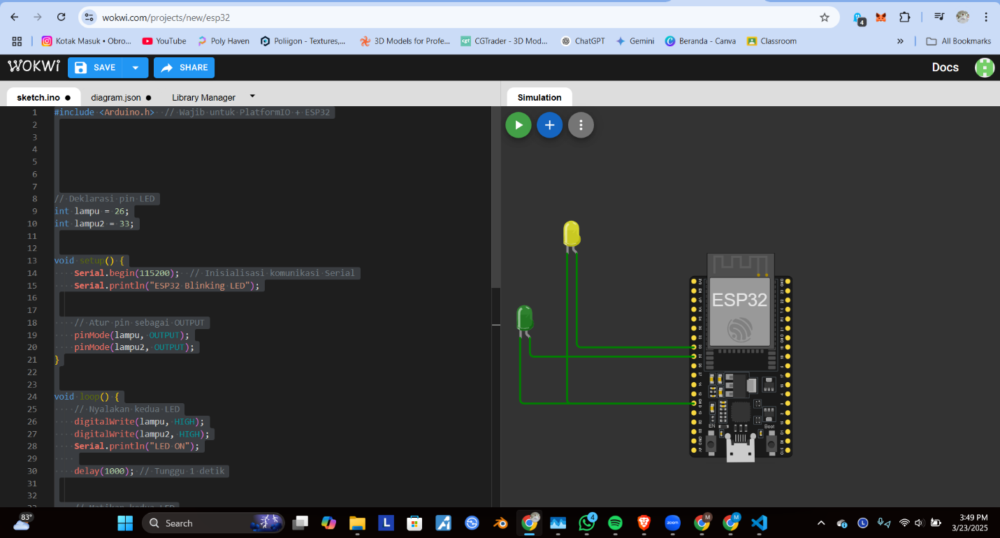 wokwi.com/projects/new/esp32
4
Kotak Masuk • Obro...
YouTube
Poly Haven
Poliigon - Textures,...
3D Models for Profe...
CGTrader - 3D Mod...
ChatGPT
Gemini
Beranda - Canva
Classroom
»
All Bookmarks
WOKWI
SAVE
SHARE
Docs
sketch.ino ●
diagram.json ●
Library Manager
Simulation
1 #include <Arduino.h>  // Wajib untuk PlatformIO + ESP32
2
3
4
5
6
7
8 // Deklarasi pin LED
9 int lampu = 26;
10 int lampu2 = 33;
11
12
13 void setup() {
14     Serial.begin(115200);  // Inisialisasi komunikasi Serial
15     Serial.println("ESP32 Blinking LED");
16
17
18     // Atur pin sebagai OUTPUT
19     pinMode(lampu, OUTPUT);
20     pinMode(lampu2, OUTPUT);
21 }
22
23
24 void loop() {
25     // Nyalakan kedua LED
26     digitalWrite(lampu, HIGH);
27     digitalWrite(lampu2, HIGH);
28     Serial.println("LED ON");
29
30     delay(1000); // Tunggu 1 detik
31
32
ESP32
EN
Boot
83°
Search
L
zoom
M
M
4
L
3:49 PM
3/23/2025